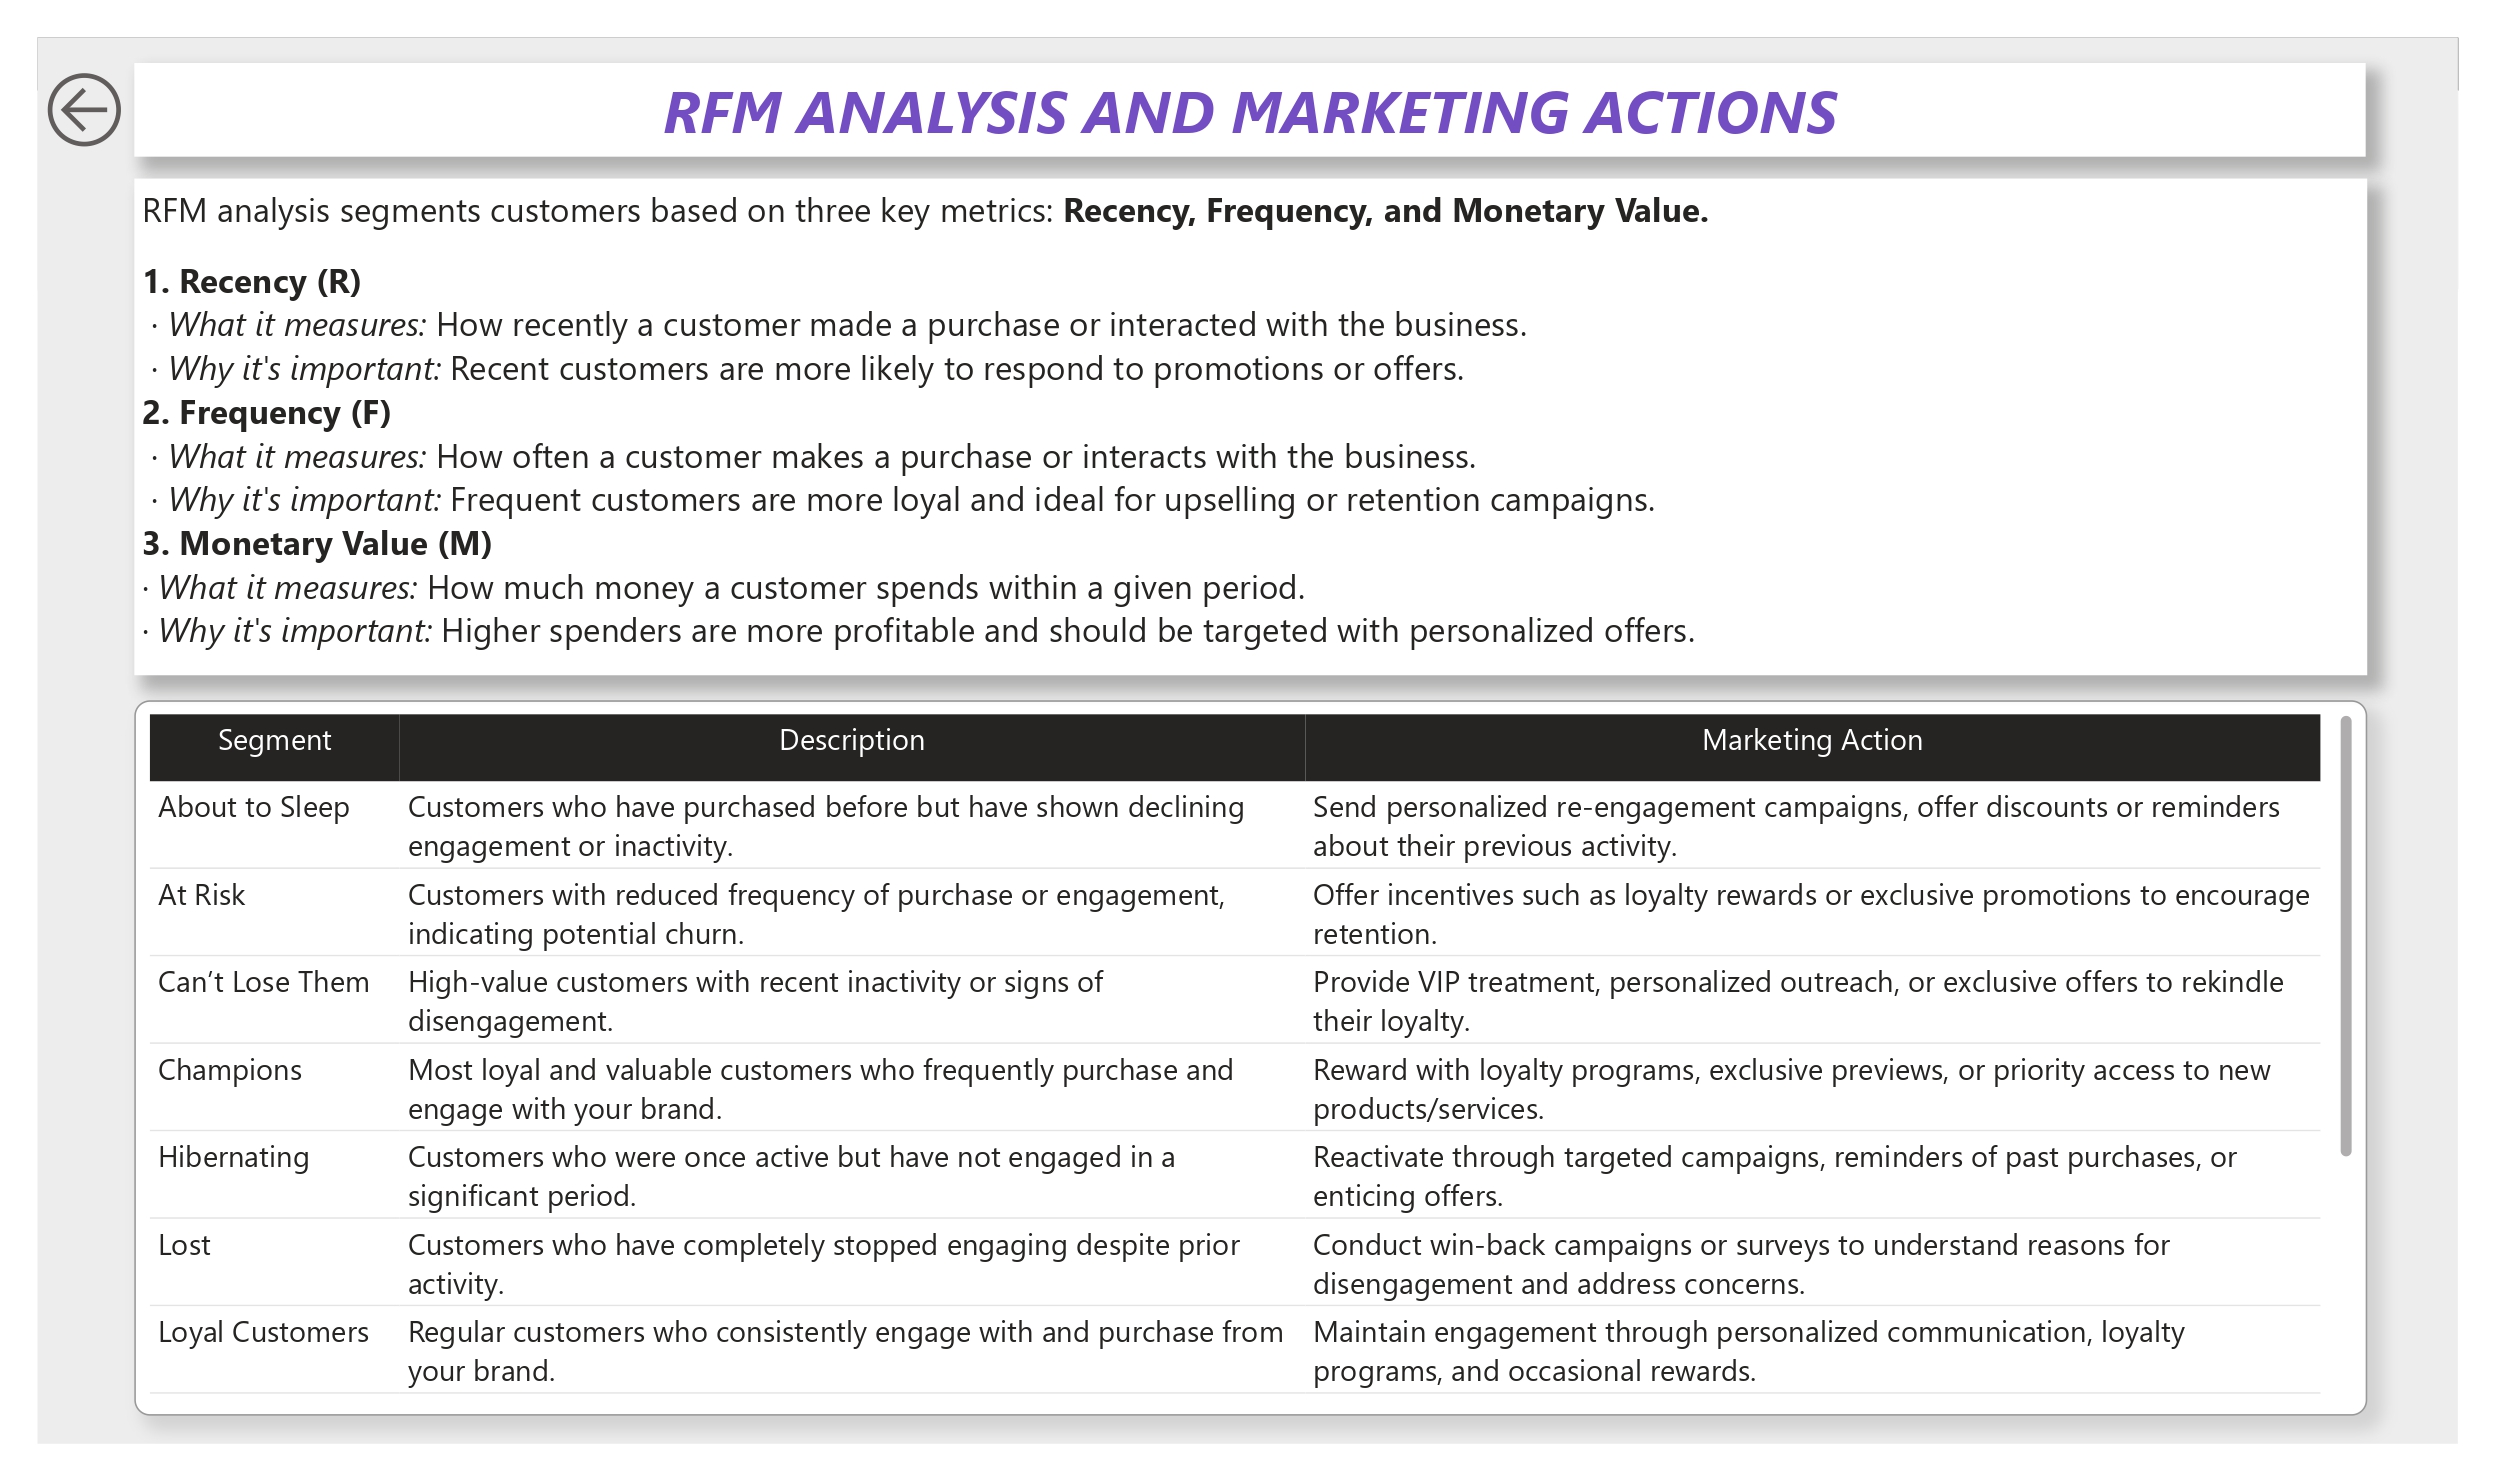 RFM ANALYSIS AND MARKETING ACTIONS
RFM analysis segments customers based on three key metrics: Recency, Frequency, and Monetary Value.
1. Recency (R)
· What it measures: How recently a customer made a purchase or interacted with the business.
· Why it's important: Recent customers are more likely to respond to promotions or offers.
2. Frequency (F)
· What it measures: How often a customer makes a purchase or interacts with the business.
· Why it's important: Frequent customers are more loyal and ideal for upselling or retention campaigns.
3. Monetary Value (M)
· What it measures: How much money a customer spends within a given period.
· Why it's important: Higher spenders are more profitable and should be targeted with personalized offers.
Segment Description Marketing Action
About to Sleep Customers who have purchased before but have shown declining Send personalized re-engagement campaigns, offer discounts or reminders
engagement or inactivity. about their previous activity.
At Risk Customers with reduced frequency of purchase or engagement, Offer incentives such as loyalty rewards or exclusive promotions to encourage
indicating potential churn. retention.
Can’t Lose Them High-value customers with recent inactivity or signs of Provide VIP treatment, personalized outreach, or exclusive offers to rekindle
disengagement. their loyalty.
Champions Most loyal and valuable customers who frequently purchase and Reward with loyalty programs, exclusive previews, or priority access to new
engage with your brand. products/services.
Hibernating Customers who were once active but have not engaged in a Reactivate through targeted campaigns, reminders of past purchases, or
significant period. enticing offers.
Lost Customers who have completely stopped engaging despite prior Conduct win-back campaigns or surveys to understand reasons for
activity. disengagement and address concerns.
Loyal Customers Regular customers who consistently engage with and purchase from Maintain engagement through personalized communication, loyalty
your brand. programs, and occasional rewards.